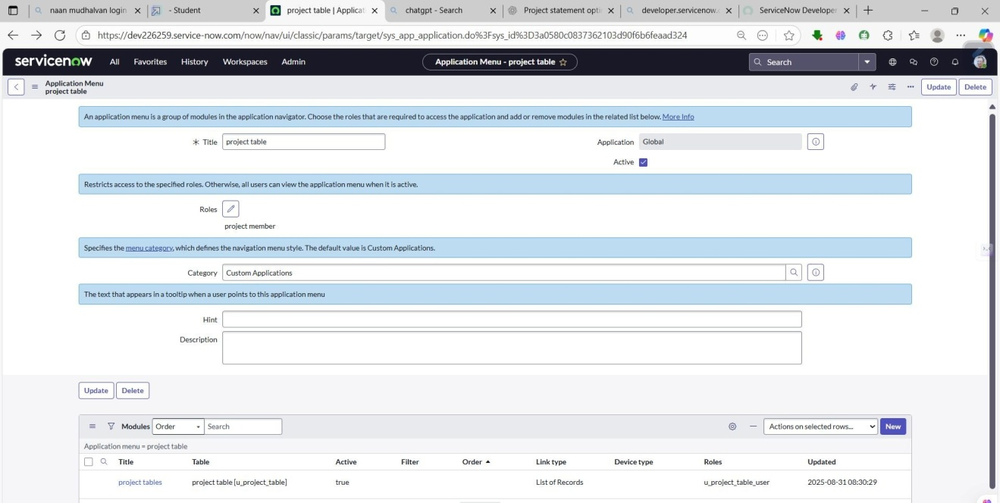 naan mudhalvan login
- Student
project table | Applicat
chatgpt - Search
Project statement opti
developer.servicenow.
ServiceNow Developer
https://dev226259.service-now.com/now/nav/ui/classic/params/target/sys_app_application.do%3Fsys_id%3D3a0580c0837362103d90f6b6feaad324
servicenow All Favorites History Workspaces Admin
Application Menu - project table
Search
Application Menu
project table
Update Delete
An application menu is a group of modules in the application navigator. Choose the roles that are required to access the application and add or remove modules in the related list below. More Info
* Title project table
Application Global
Active
Restricts access to the specified roles. Otherwise, all users can view the application menu when it is active.
Roles
project member
Specifies the menu category, which defines the navigation menu style. The default value is Custom Applications.
Category Custom Applications
The text that appears in a tooltip when a user points to this application menu
Hint
Description
Update Delete
Modules Order Search Actions on selected rows... New
Application menu = project table
Title Table Active Filter Order Link type Device type Roles Updated
project tables project table [u_project_table] true List of Records u_project_table_user 2025-08-31 08:30:29